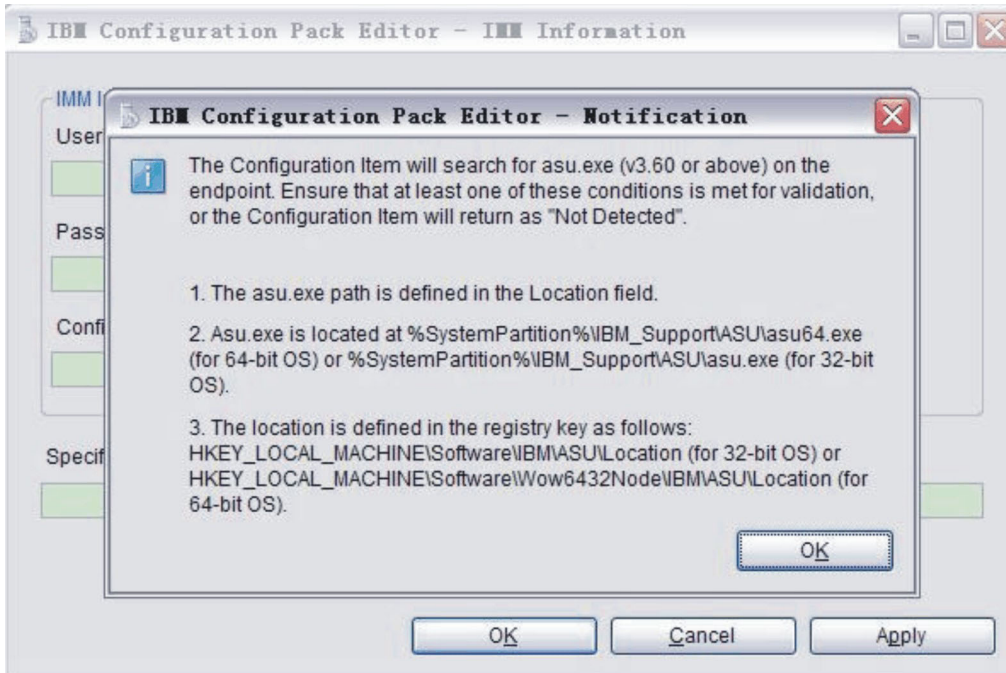 IBM Configuration Pack Editor - IMM Information
IMM I
IBM Configuration Pack Editor - Notification
User
The Configuration Item will search for asu.exe (v3.60 or above) on the
endpoint. Ensure that at least one of these conditions is met for validation,
or the Configuration Item will return as "Not Detected".
Pass
1. The asu.exe path is defined in the Location field.
Confi
2. Asu.exe is located at %SystemPartition%\IBM_Support\ASU\asu64.exe
(for 64-bit OS) or %SystemPartition%\IBM_Support\ASU\asu.exe (for 32-bit
OS).
3. The location is defined in the registry key as follows:
Specif
HKEY_LOCAL_MACHINE\Software\IBM\ASU\Location (for 32-bit OS) or
HKEY_LOCAL_MACHINE\Software\Wow6432Node\IBM\ASU\Location (for
64-bit OS).
OK
OK Cancel Apply